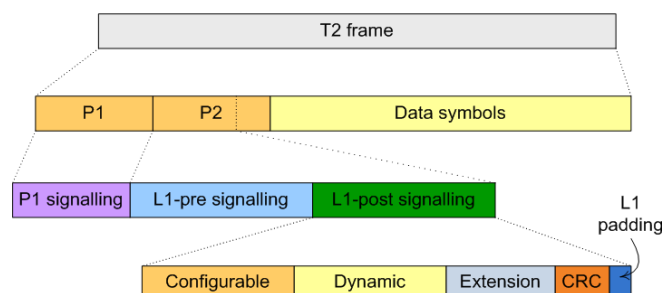 T2 frame
P1 P2 Data symbols
P1 signalling L1-pre signalling L1-post signalling
L1
padding
Configurable Dynamic Extension CRC